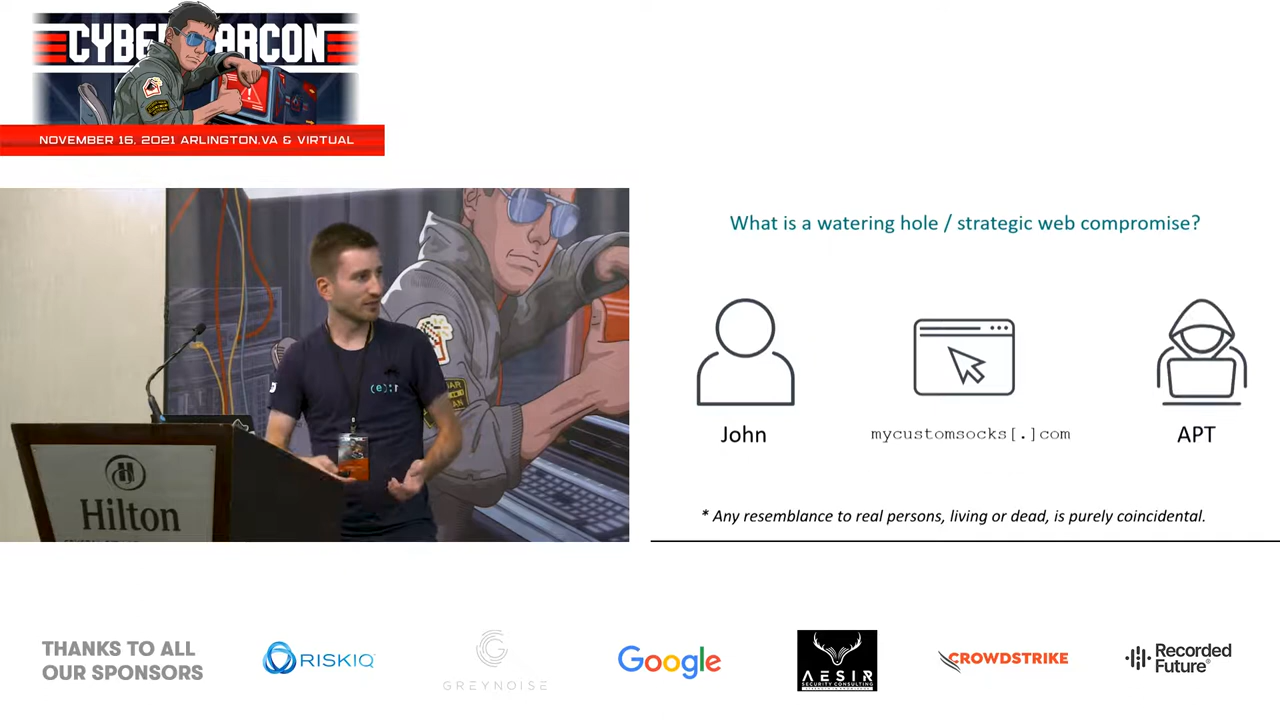 CYBERWARCON
NOVEMBER 16, 2021 ARLINGTON,VA & VIRTUAL
Hilton
What is a watering hole / strategic web compromise?
John
mycustomsocks[.]com
APT
* Any resemblance to real persons, living or dead, is purely coincidental.
THANKS TO ALL
OUR SPONSORS
RISKIQ
GREYNOISE
Google
AESIR
SECURITY CONSULTING
CROWDSTRIKE
Recorded
Future